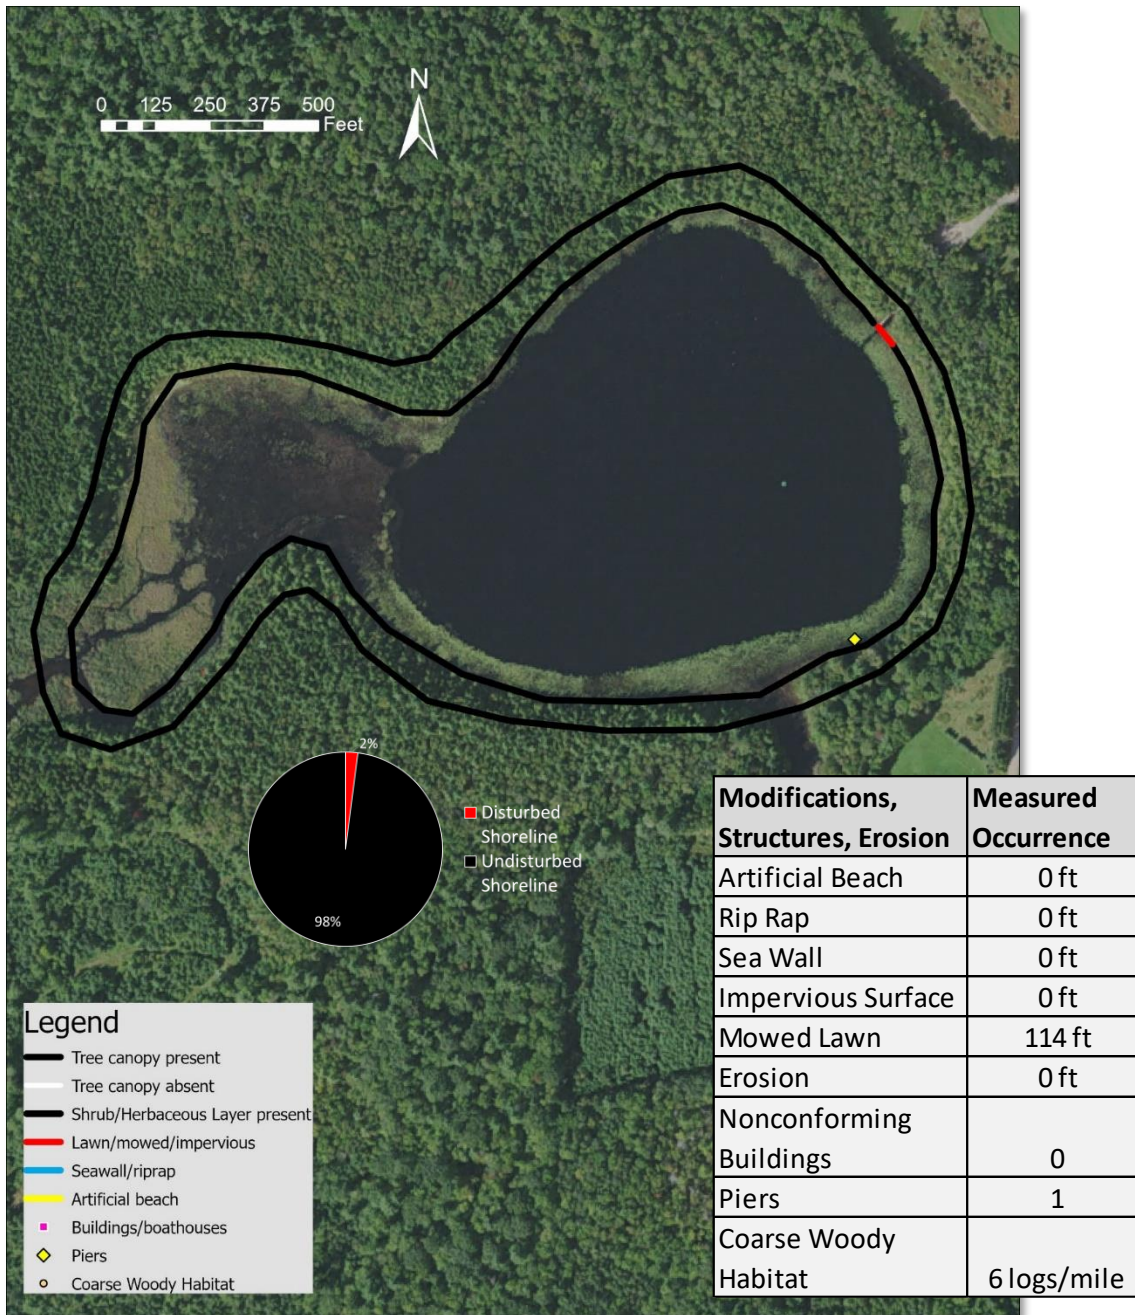 N
0 125 250 375 500
Feet
2%
Disturbed
Shoreline
Undisturbed
Shoreline
98%
Legend
Tree canopy present
Tree canopy absent
Shrub/Herbaceous Layer present
Lawn/mowed/impervious
Seawall/riprap
Artificial beach
Buildings/boathouses
Piers
Coarse Woody Habitat
Modifications, Structures, Erosion Measured Occurrence
Artificial Beach 0 ft
Rip Rap 0 ft
Sea Wall 0 ft
Impervious Surface 0 ft
Mowed Lawn 114 ft
Erosion 0 ft
Nonconforming
Buildings 0
Piers 1
Coarse Woody
Habitat 6 logs/mile